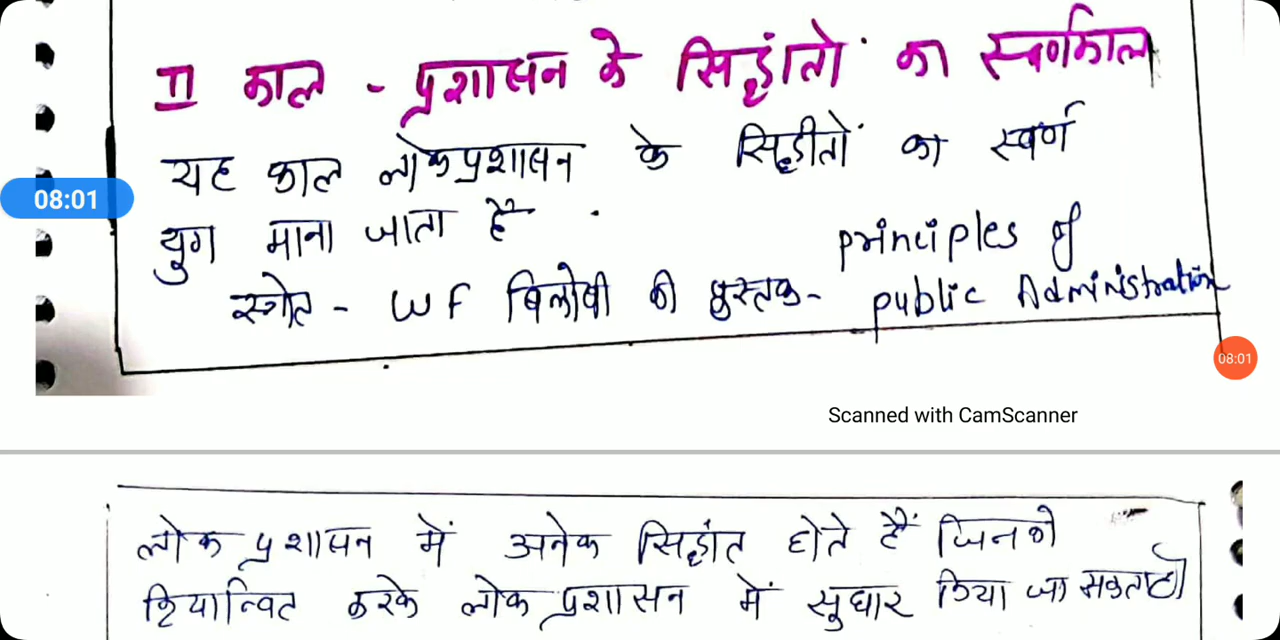 II काल - प्रशासन के सिद्धांतों का स्वर्णकाल
यह काल लोकप्रशासन के सिद्धीतों का स्वर्ण
युग माना जाता है .
08:01
स्त्रोत - WF विलोबी की पुस्तक - principles of
public Administration
08:01
Scanned with CamScanner
लोक प्रशासन में अनेक सिद्धांत होते हैं जिनको
क्रियान्वित करके लोक प्रशासन में सुधार किया जा सकता है